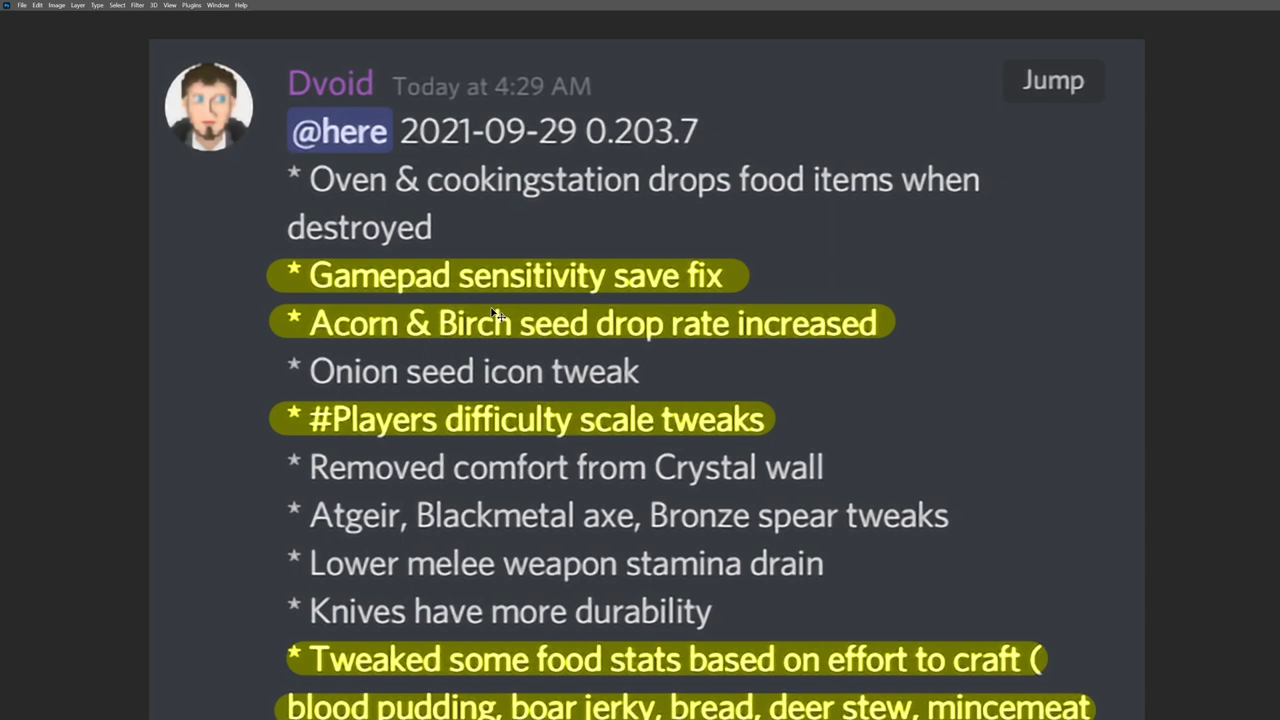 File Edit Image Layer Type Select Filter 3D View Plugins Window Help
Dvoid Today at 4:29 AM Jump
@here 2021-09-29 0.203.7
* Oven & cookingstation drops food items when
destroyed
* Gamepad sensitivity save fix
* Acorn & Birch seed drop rate increased
* Onion seed icon tweak
* #Players difficulty scale tweaks
* Removed comfort from Crystal wall
* Atgeir, Blackmetal axe, Bronze spear tweaks
* Lower melee weapon stamina drain
* Knives have more durability
* Tweaked some food stats based on effort to craft (
blood pudding, boar jerky, bread, deer stew, mincemeat